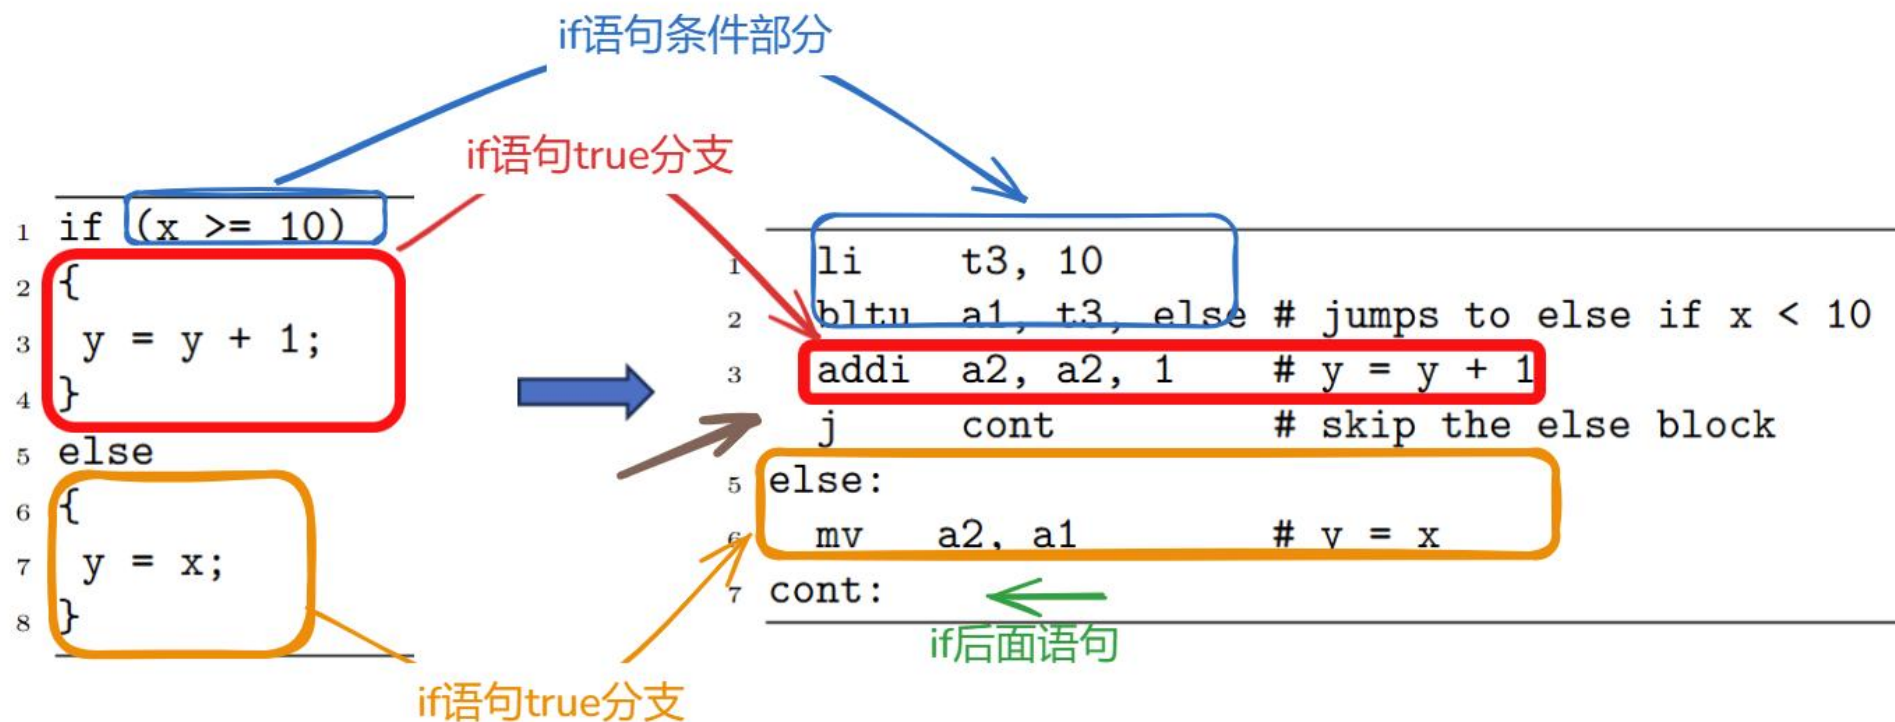 if语句条件部分
if语句true分支
1 if (x >= 10)
2 {
3 y = y + 1;
4 }
5 else
6 {
7 y = x;
8 }
1 li t3, 10
2 bltu a1, t3, else # jumps to else if x < 10
3 addi a2, a2, 1 # y = y + 1
j cont # skip the else block
5 else:
6 mv a2, a1 # y = x
7 cont:
if后面语句
if语句true分支